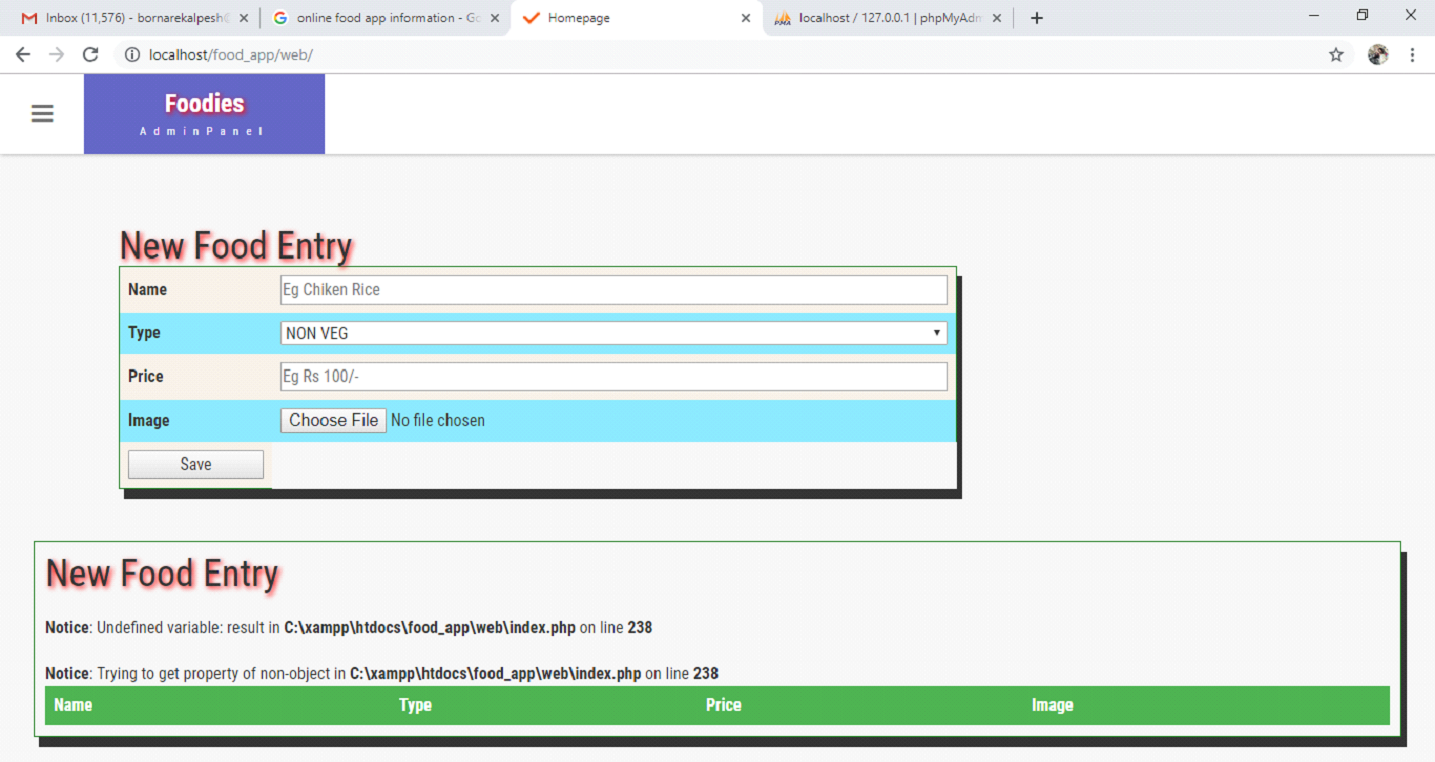 Inbox (11,576) - bornarekalpesh@
online food app information - Go
Homepage
localhost / 127.0.0.1 | phpMyAdm
localhost/food_app/web/
Foodies
AdminPanel
New Food Entry
Name Eg Chiken Rice
Type NON VEG
Price Eg Rs 100/-
Image Choose File No file chosen
Save
New Food Entry
Notice: Undefined variable: result in C:\xampp\htdocs\food_app\web\index.php on line 238
Notice: Trying to get property of non-object in C:\xampp\htdocs\food_app\web\index.php on line 238
Name Type Price Image